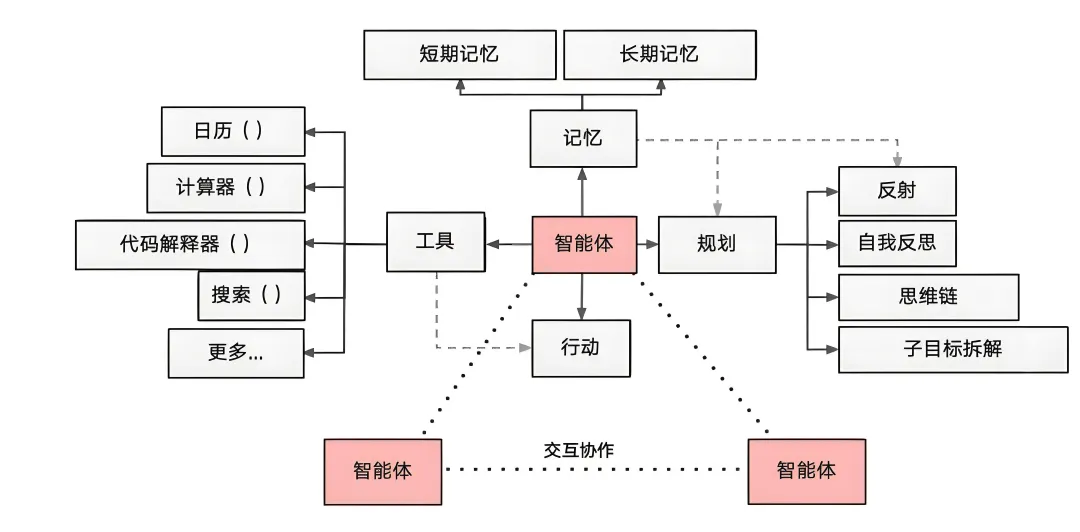 短期记忆
长期记忆
日历（ ）
记忆
计算器（ ）
反射
代码解释器（ ）
工具
智能体
规划
自我反思
搜索（ ）
思维链
更多...
行动
子目标拆解
交互协作
智能体
智能体